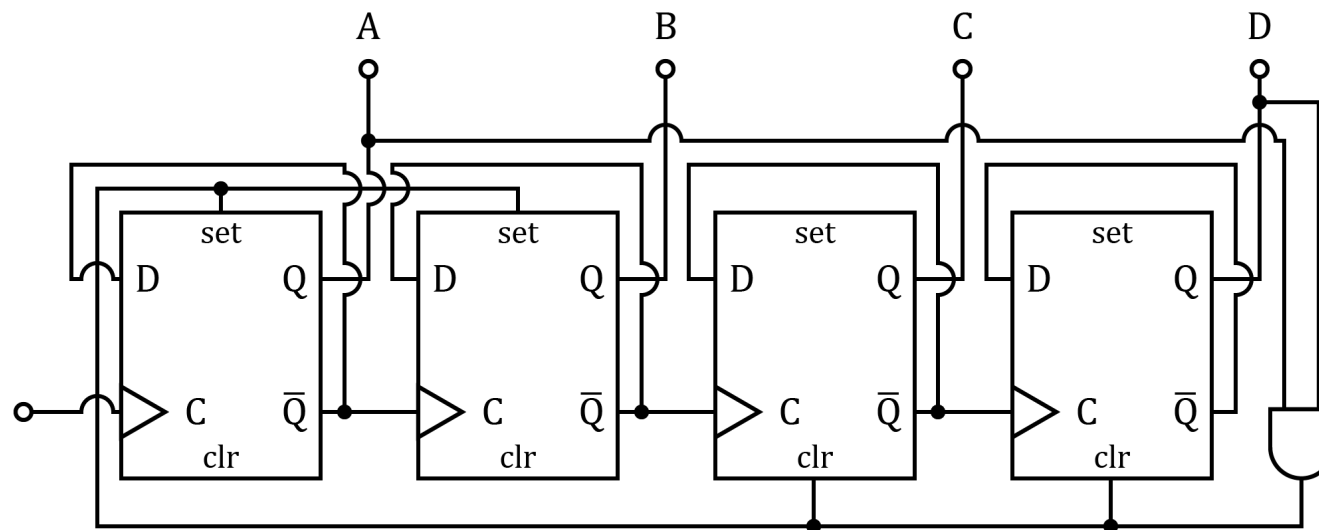 A B C D
set set set set
D Q D Q D Q D Q
C Q̅ C Q̅ C Q̅ C Q̅
clr clr clr clr